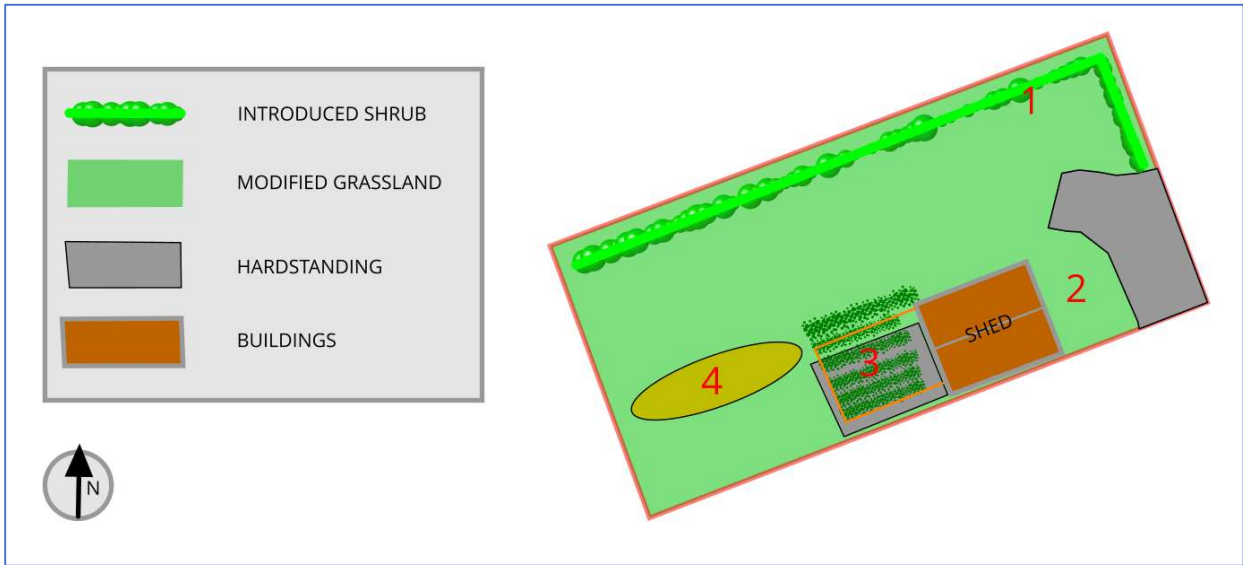 INTRODUCED SHRUB
MODIFIED GRASSLAND
HARDSTANDING
BUILDINGS
N
1
2
SHED
3
4